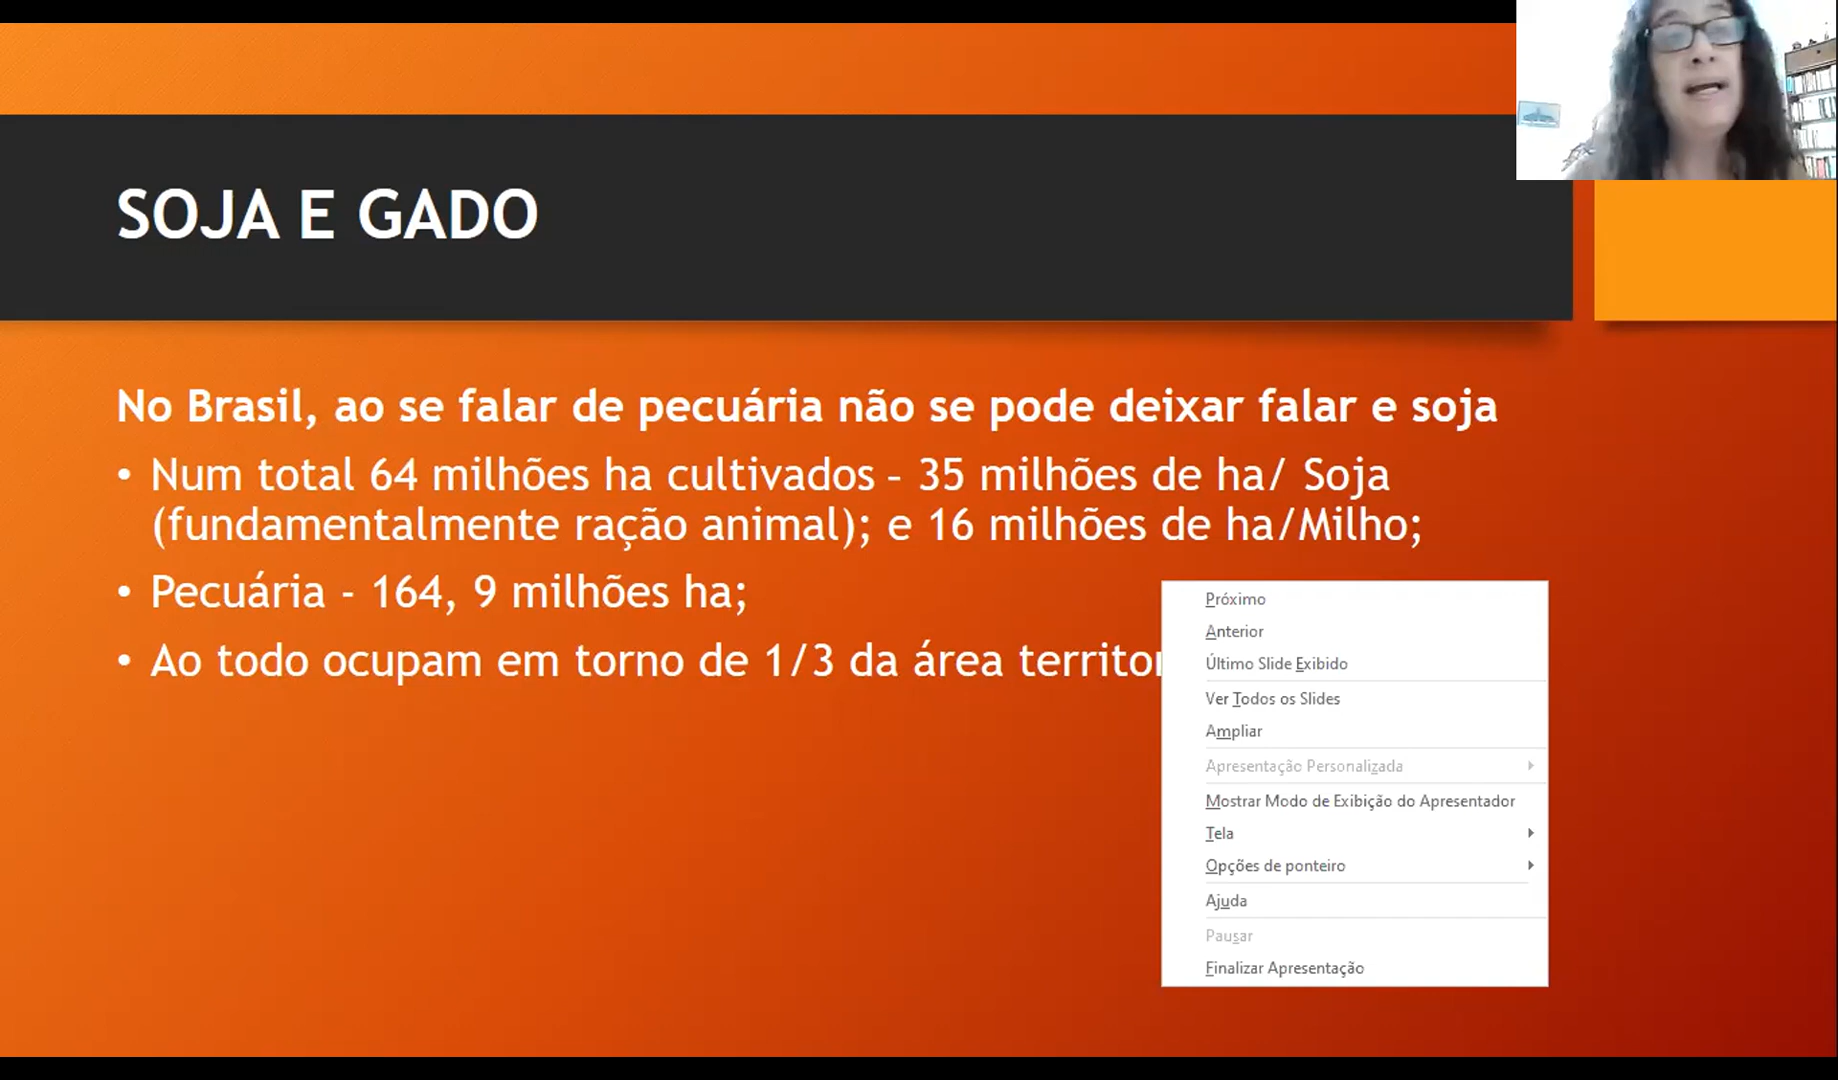 SOJA E GADO
No Brasil, ao se falar de pecuária não se pode deixar falar e soja
• Num total 64 milhões ha cultivados – 35 milhões de ha/ Soja
(fundamentalmente ração animal); e 16 milhões de ha/Milho;
• Pecuária - 164, 9 milhões ha;
• Ao todo ocupam em torno de 1/3 da área territor
Próximo
Anterior
Último Slide Exibido
Ver Todos os Slides
Ampliar
Apresentação Personalizada
Mostrar Modo de Exibição do Apresentador
Tela
Opções de ponteiro
Ajuda
Pausar
Finalizar Apresentação